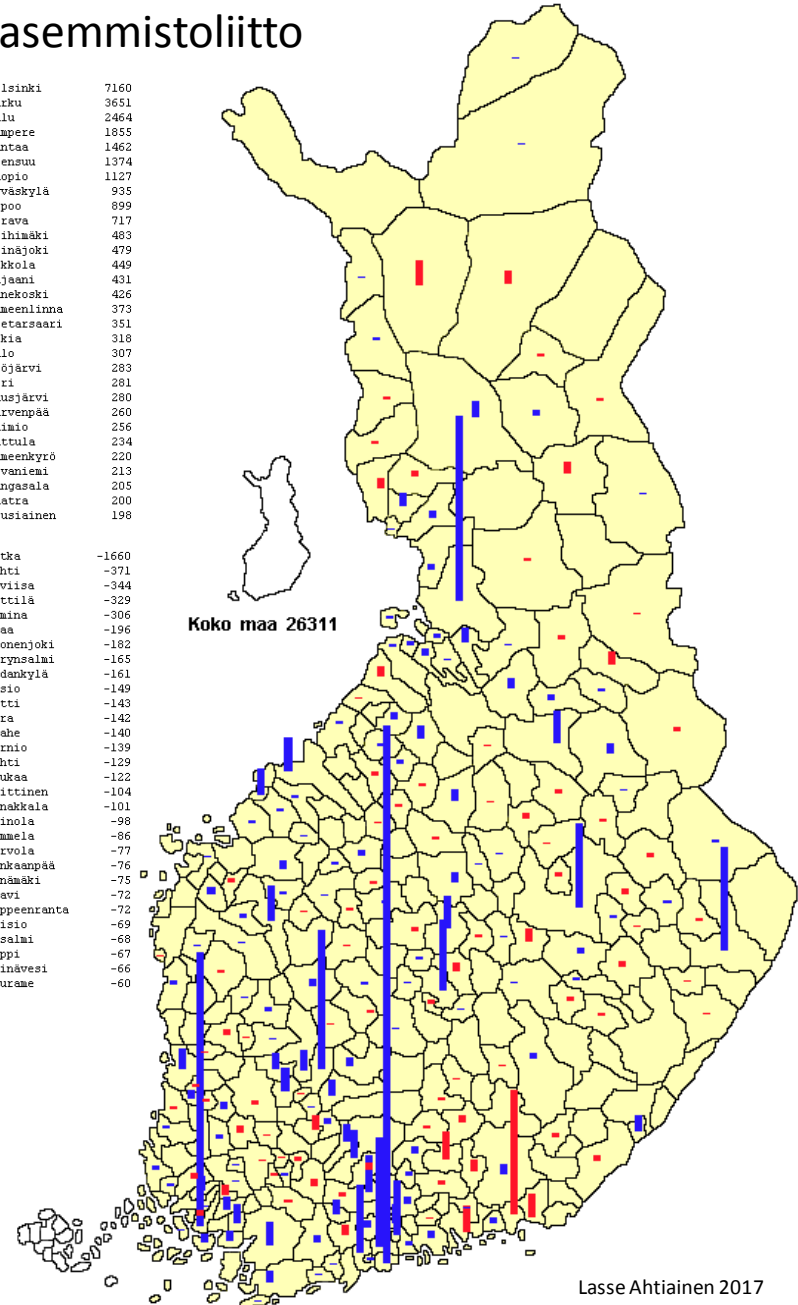 asemmistoliitto
lsinki 7160
rku 3651
lu 2464
mpere 1855
ntaa 1462
ensuu 1374
opio 1127
väskylä 935
poo 899
rava 717
ihimäki 483
inäjoki 479
kkola 449
jaani 431
nekoski 426
meenlinna 373
etarsaari 351
kia 318
lo 307
öjärvi 283
ri 281
usjärvi 280
rvenpää 260
imio 256
ttula 234
meenkyrö 220
vaniemi 213
ngasala 205
atra 200
usiainen 198
tka -1660
hti -371
viisa -344
ttilä -329
mina -306
aa -196
onenjoki -182
rynsalmi -165
dankylä -161
sio -149
tti -143
ra -142
ahe -140
rnio -139
hti -129
ukaa -122
ittinen -104
nakkala -101
inola -98
mmela -86
rvola -77
nkaanpää -76
nämäki -75
avi -72
ppeenranta -72
isio -69
salmi -68
ppi -67
inävesi -66
urame -60
Koko maa 26311
Lasse Ahtiainen 2017